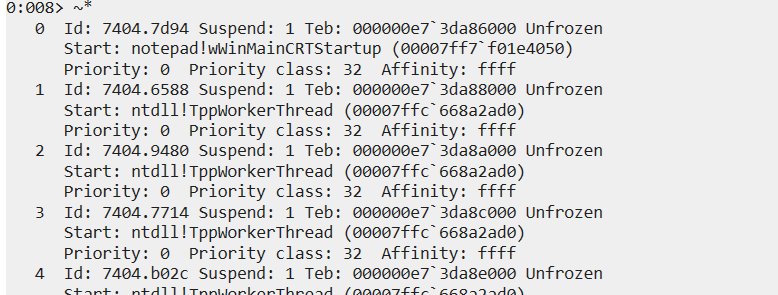 0:008> ~*
0 Id: 7404.7d94 Suspend: 1 Teb: 000000e7`3da86000 Unfrozen
Start: notepad!wWinMainCRTStartup (00007ff7`f01e4050)
Priority: 0 Priority class: 32 Affinity: ffff
1 Id: 7404.6588 Suspend: 1 Teb: 000000e7`3da88000 Unfrozen
Start: ntdll!TppWorkerThread (00007ffc`668a2ad0)
Priority: 0 Priority class: 32 Affinity: ffff
2 Id: 7404.9480 Suspend: 1 Teb: 000000e7`3da8a000 Unfrozen
Start: ntdll!TppWorkerThread (00007ffc`668a2ad0)
Priority: 0 Priority class: 32 Affinity: ffff
3 Id: 7404.7714 Suspend: 1 Teb: 000000e7`3da8c000 Unfrozen
Start: ntdll!TppWorkerThread (00007ffc`668a2ad0)
Priority: 0 Priority class: 32 Affinity: ffff
4 Id: 7404.b02c Suspend: 1 Teb: 000000e7`3da8e000 Unfrozen
Start: ntdll!TppWorkerThread (00007ffc`668a2ad0)